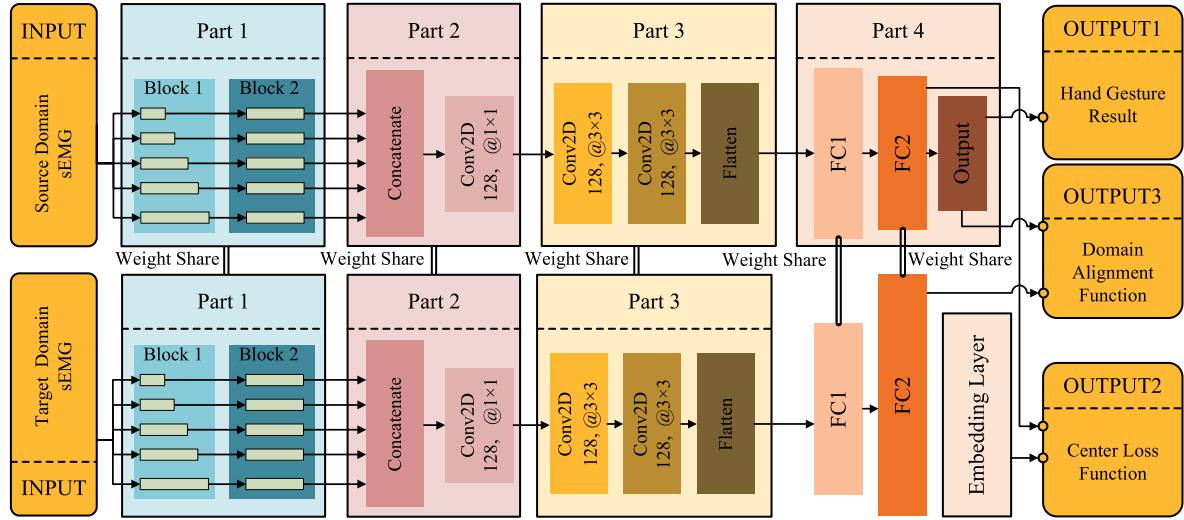 INPUT
Source Domain
sEMG
Part 1
Block 1
Block 2
Part 2
Concatenate
Conv2D
128, @1×1
Part 3
Conv2D
128, @3×3
Conv2D
128, @3×3
Flatten
Part 4
FC1
FC2
Output
OUTPUT1
Hand Gesture
Result
OUTPUT3
Domain
Alignment
Function
Weight Share
Weight Share
Weight Share
Weight Share
Weight Share
Target Domain
sEMG
INPUT
Part 1
Block 1
Block 2
Part 2
Concatenate
Conv2D
128, @1×1
Part 3
Conv2D
128, @3×3
Conv2D
128, @3×3
Flatten
FC1
FC2
Embedding Layer
OUTPUT2
Center Loss
Function